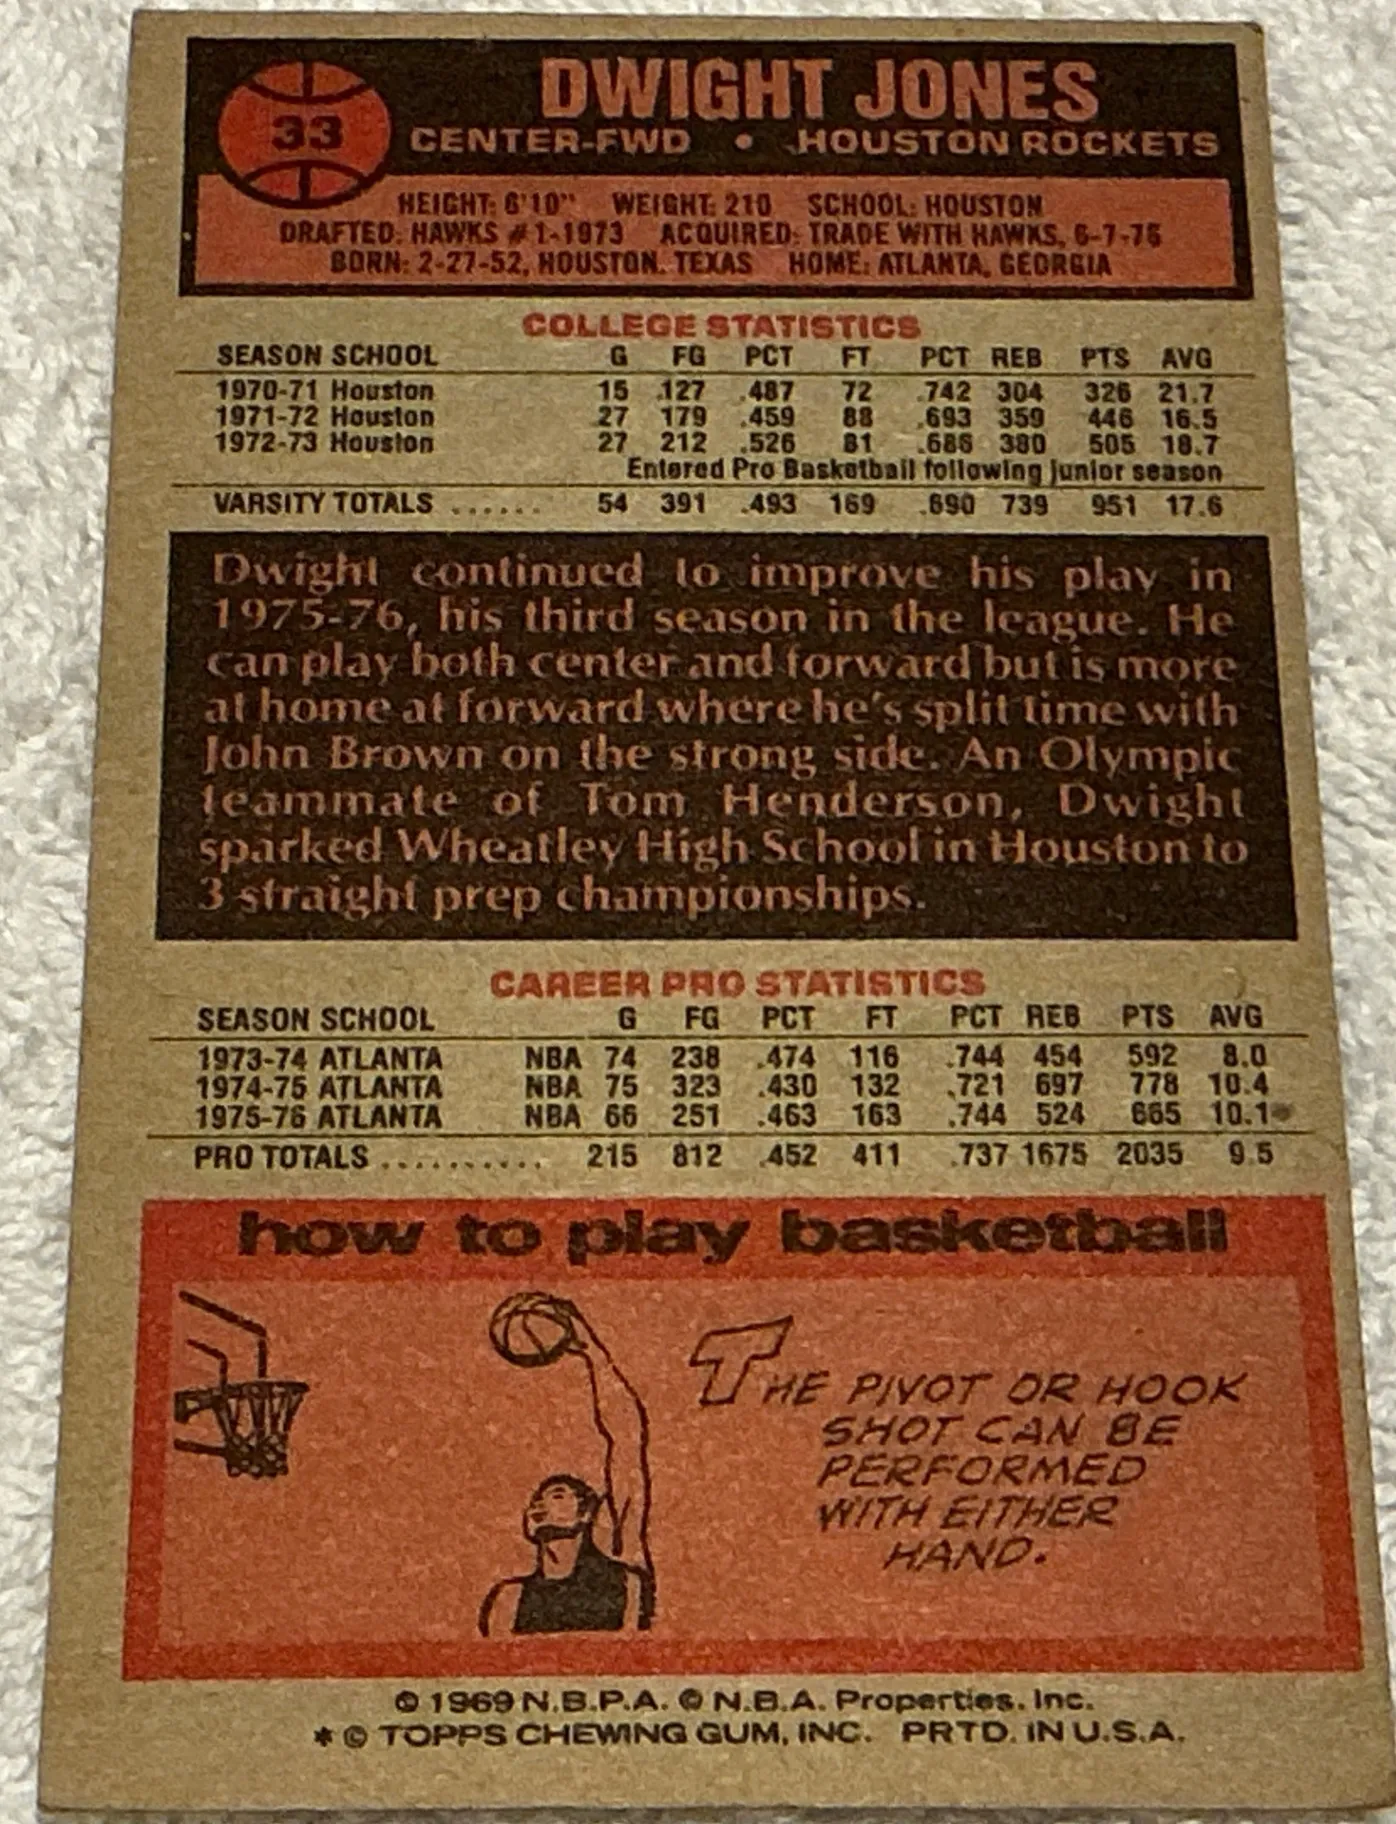 33
DWIGHT JONES
CENTER-FWD • HOUSTON ROCKETS
HEIGHT: 6'10" WEIGHT: 210 SCHOOL: HOUSTON
DRAFTED: HAWKS #1-1973 ACQUIRED: TRADE WITH HAWKS, 6-7-76
BORN: 2-27-52, HOUSTON, TEXAS HOME: ATLANTA, GEORGIA
COLLEGE STATISTICS
SEASON SCHOOL G FG PCT FT PCT REB PTS AVG
1970-71 Houston 15 127 .487 72 .742 304 326 21.7
1971-72 Houston 27 179 .459 88 .693 359 446 16.5
1972-73 Houston 27 212 .526 81 .686 380 505 18.7
Entered Pro Basketball following junior season
VARSITY TOTALS ...... 54 391 .493 169 .690 739 951 17.6
Dwight continued to improve his play in
1975-76, his third season in the league. He
can play both center and forward but is more
at home at forward where he's split time with
John Brown on the strong side. An Olympic
teammate of Tom Henderson, Dwight
sparked Wheatley High School in Houston to
3 straight prep championships.
CAREER PRO STATISTICS
SEASON SCHOOL G FG PCT FT PCT REB PTS AVG
1973-74 ATLANTA NBA 74 238 .474 116 .744 454 592 8.0
1974-75 ATLANTA NBA 75 323 .430 132 .721 697 778 10.4
1975-76 ATLANTA NBA 66 251 .463 163 .744 524 665 10.1
PRO TOTALS .......... 215 812 .452 411 .737 1675 2035 9.5
how to play basketball
THE PIVOT OR HOOK
SHOT CAN BE
PERFORMED
WITH EITHER
HAND.
© 1969 N.B.P.A. © N.B.A. Properties. Inc.
* © TOPPS CHEWING GUM, INC. PRTD. IN U.S.A.